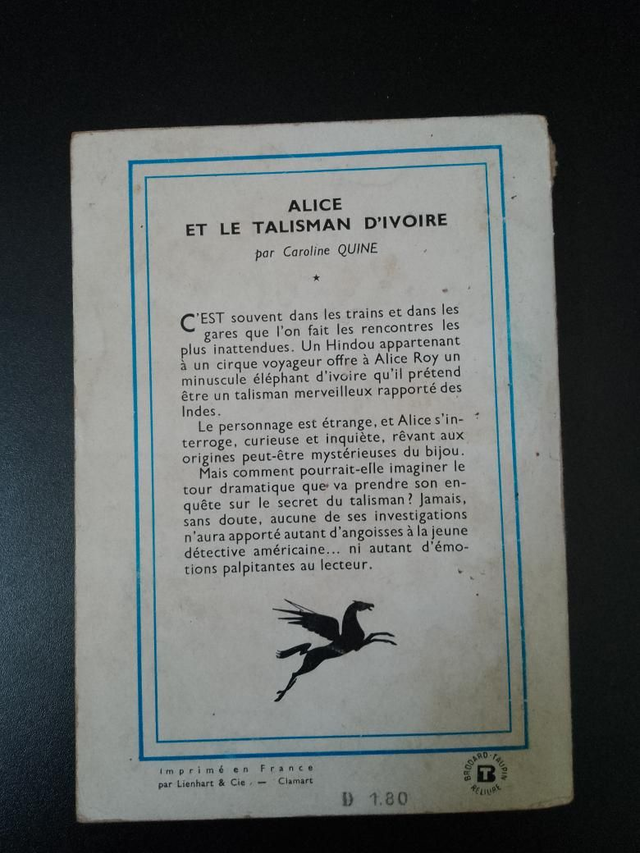 ALICE
ET LE TALISMAN D'IVOIRE
par Caroline QUINE
C'EST souvent dans les trains et dans les
gares que l'on fait les rencontres les
plus inattendues. Un Hindou appartenant
à un cirque voyageur offre à Alice Roy un
minuscule éléphant d'ivoire qu'il prétend
être un talisman merveilleux rapporté des
Indes.
Le personnage est étrange, et Alice s'in-
terroge, curieuse et inquiète, rêvant aux
origines peut-être mystérieuses du bijou.
Mais comment pourrait-elle imaginer le
tour dramatique que va prendre son en-
quête sur le secret du talisman ? Jamais,
sans doute, aucune de ses investigations
n'aura apporté autant d'angoisses à la jeune
détective américaine... ni autant d'émo-
tions palpitantes au lecteur.
Imprimé en France
par Lienhart & Cie. — Clamart
D 1.80
BRODARD-TAUPIN
TB
RELIURE